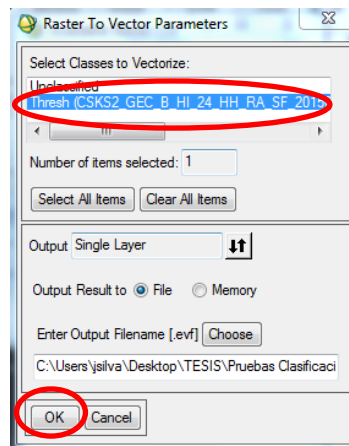 Raster To Vector Parameters
Select Classes to Vectorize:
Unclassified
Thresh (CSKS2_GEC_B_HI_24_HH_RA_SF_2015
Number of items selected: 1
Select All Items Clear All Items
Output Single Layer
Output Result to File Memory
Enter Output Filename [.evf] Choose
C:\Users\jsilva\Desktop\TESIS\Pruebas Clasificaci
OK Cancel